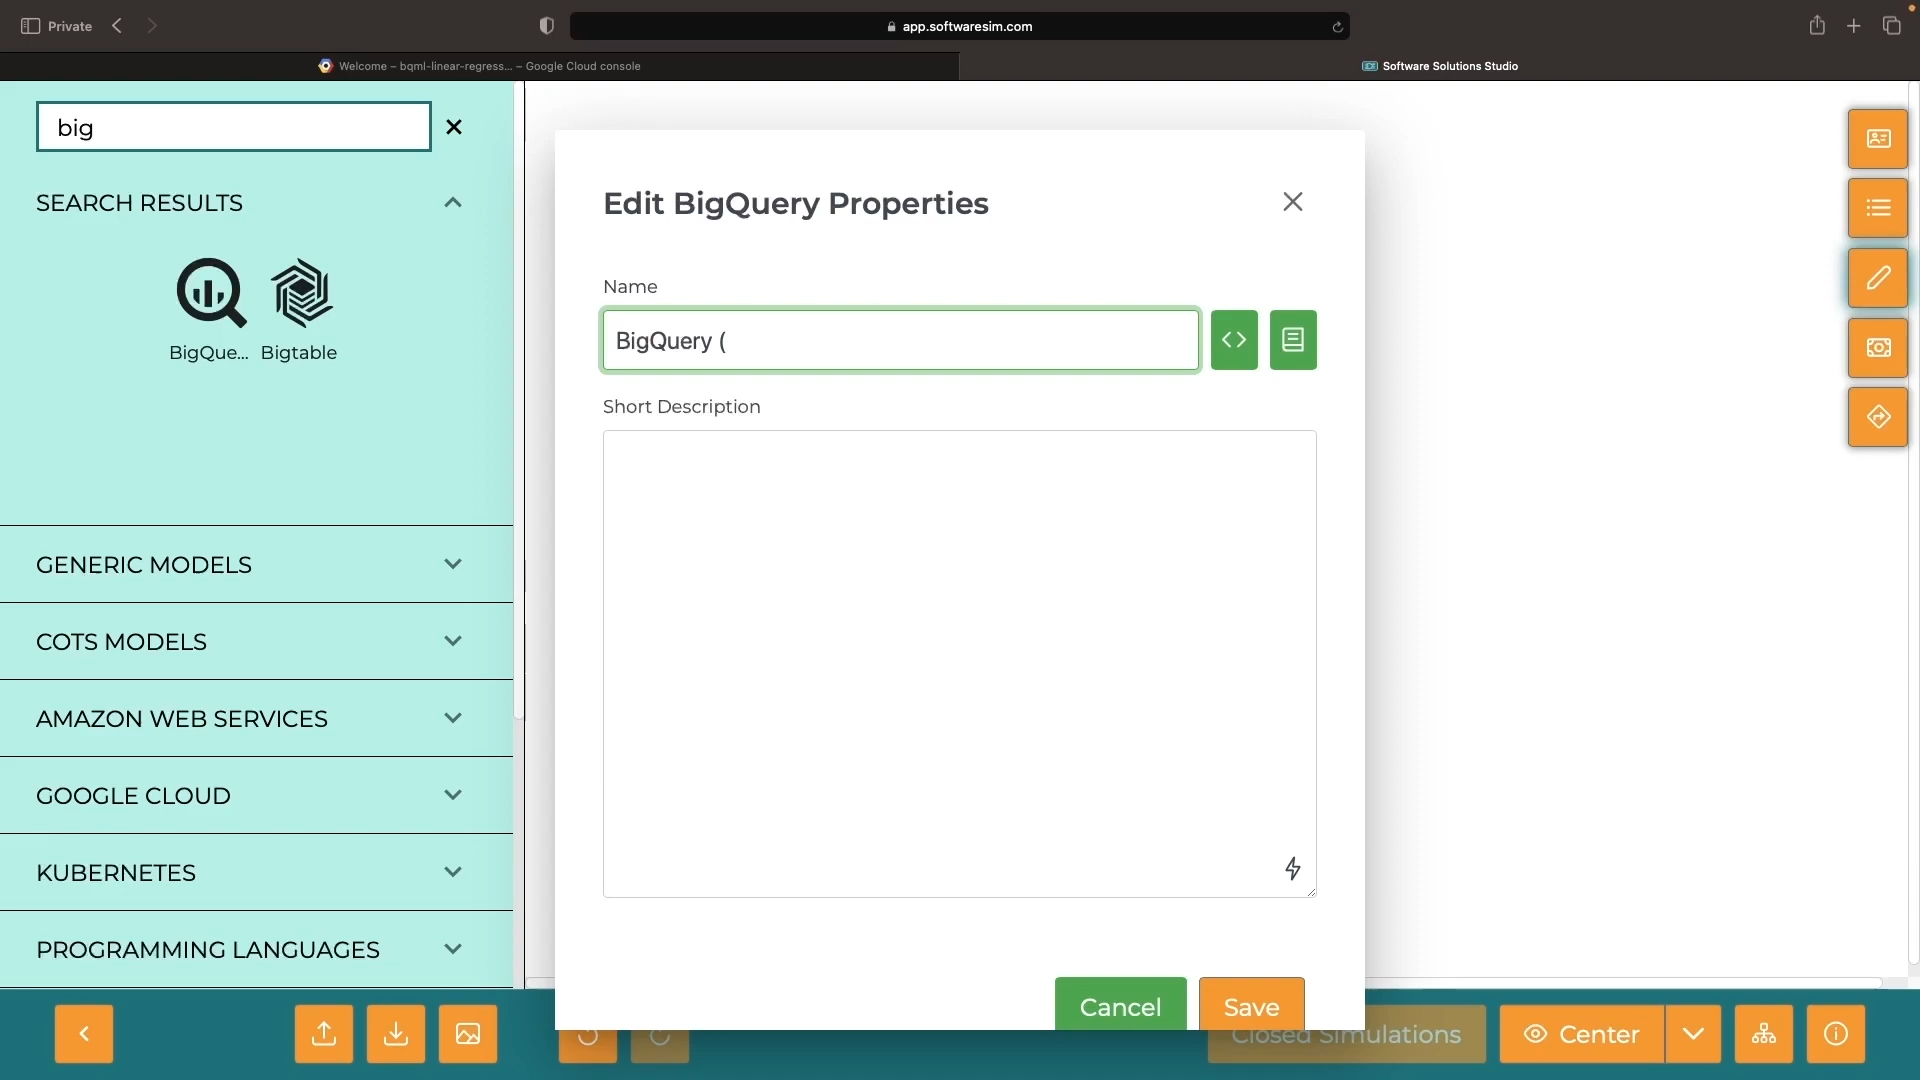 Private
app.softwaresim.com
Welcome – bqml-linear-regress... – Google Cloud console
Software Solutions Studio
big
SEARCH RESULTS
BigQue...
Bigtable
GENERIC MODELS
COTS MODELS
AMAZON WEB SERVICES
GOOGLE CLOUD
KUBERNETES
PROGRAMMING LANGUAGES
Edit BigQuery Properties
Name
BigQuery (
Short Description
Cancel
Save
Closed Simulations
Center